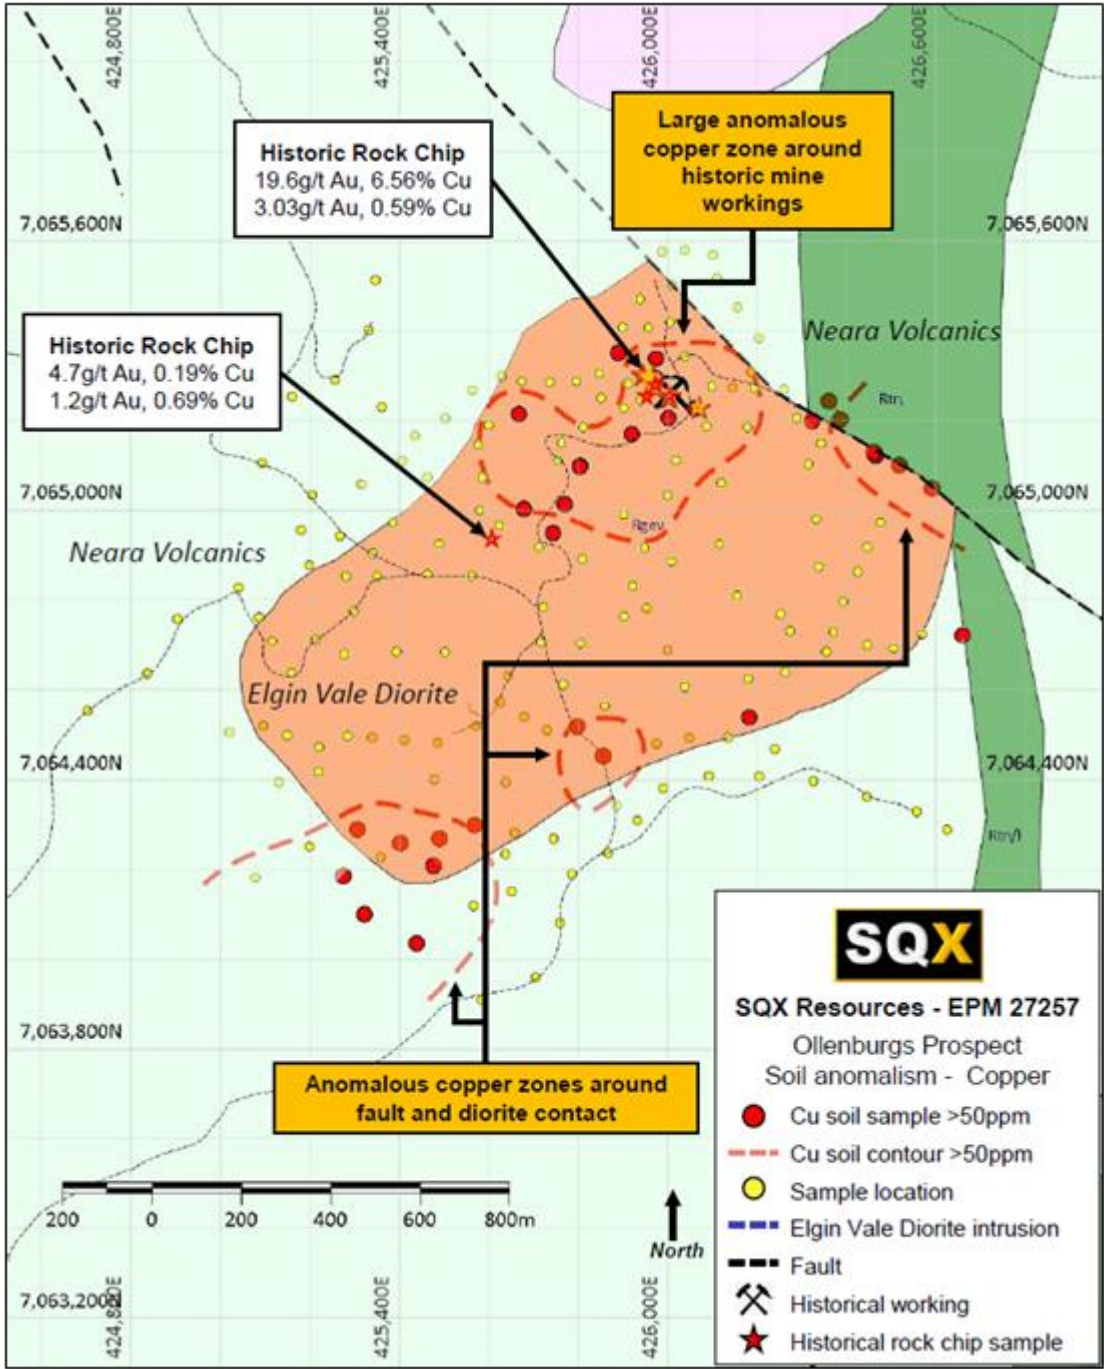 424,800E
425,400E
426,000E
426,600E
Large anomalous
copper zone around
historic mine
workings
Historic Rock Chip
19.6g/t Au, 6.56% Cu
3.03g/t Au, 0.59% Cu
7,065,600N
7,065,600N
Historic Rock Chip
4.7g/t Au, 0.19% Cu
1.2g/t Au, 0.69% Cu
Neara Volcanics
7,065,000N
7,065,000N
Neara Volcanics
Elgin Vale Diorite
7,064,400N
7,064,400N
7,063,800N
Anomalous copper zones around
fault and diorite contact
200 0 200 400 600 800m
North
7,063,200N
424,800E
425,400E
426,000E
SQX
SQX Resources - EPM 27257
Ollenburgs Prospect
Soil anomalism - Copper
Cu soil sample >50ppm
Cu soil contour >50ppm
Sample location
Elgin Vale Diorite intrusion
Fault
Historical working
Historical rock chip sample